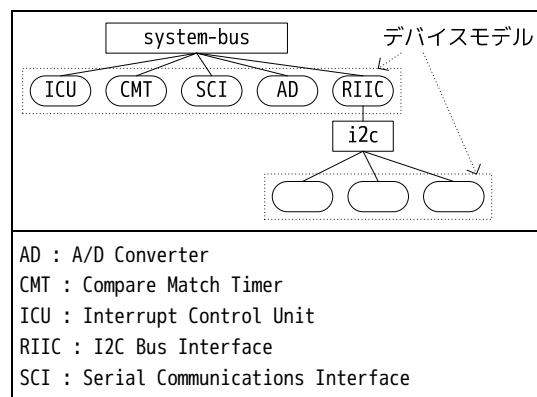 system-bus
デバイスモデル
ICU CMT SCI AD RIIC
i2c
AD : A/D Converter
CMT : Compare Match Timer
ICU : Interrupt Control Unit
RIIC : I2C Bus Interface
SCI : Serial Communications Interface